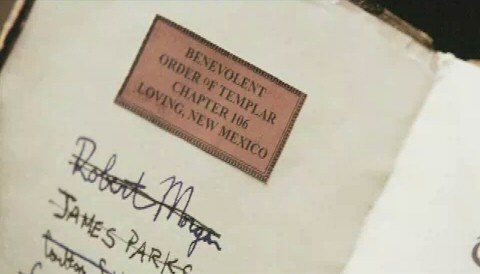 BENEVOLENT
ORDER OF TEMPLAR
CHAPTER 106
LOVING, NEW MEXICO
Robert Morgan
JAMES PARKS